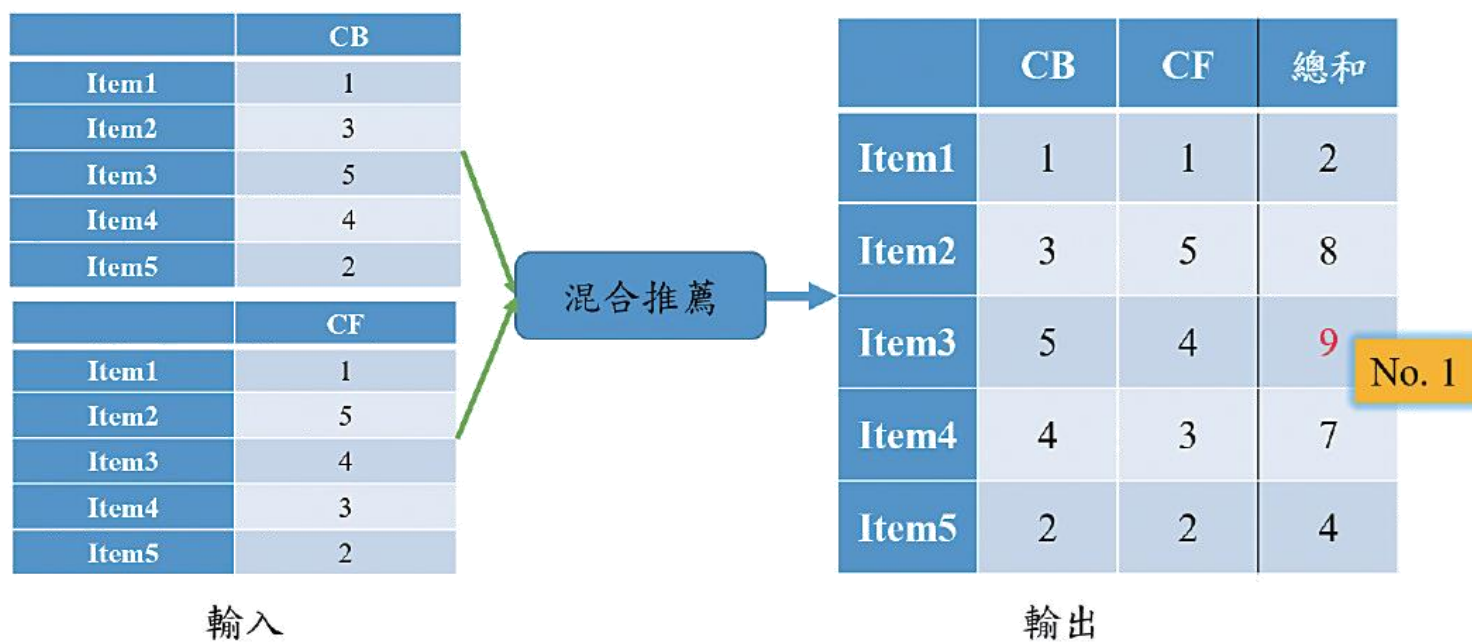 CB
Item1 1
Item2 3
Item3 5
Item4 4
Item5 2
CF
Item1 1
Item2 5
Item3 4
Item4 3
Item5 2
輸入
混合推薦
CB CF 總和
Item1 1 1 2
Item2 3 5 8
Item3 5 4 9
No. 1
Item4 4 3 7
Item5 2 2 4
輸出